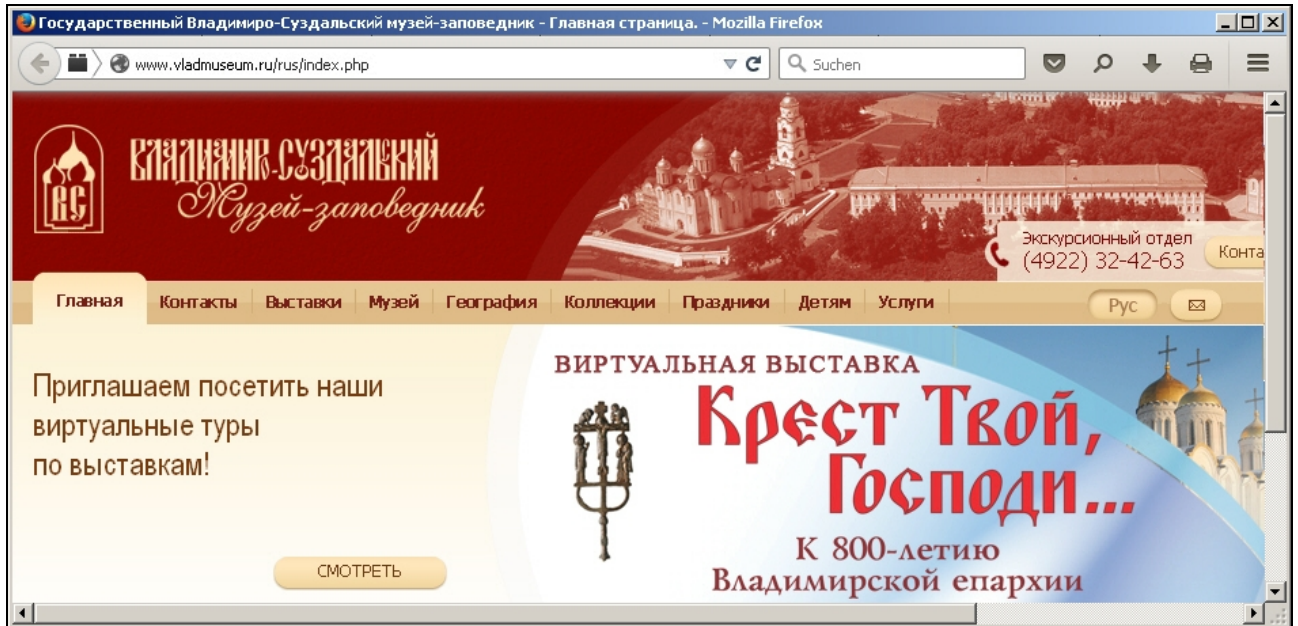 Государственный Владимиро-Суздальский музей-заповедник - Главная страница. - Mozilla Firefox
www.vladmuseum.ru/rus/index.php
Suchen
ВЛАДИМИР-СУЗДАЛЬСКИЙ
Музей-заповедник
ВС
Экскурсионный отдел
(4922) 32-42-63
Конта
Главная Контакты Выставки Музей География Коллекции Праздники Детям Услуги Рус
Приглашаем посетить наши
виртуальные туры
по выставкам!
СМОТРЕТЬ
ВИРТУАЛЬНАЯ ВЫСТАВКА
Крест Твой,
Господи...
К 800-летию
Владимирской епархии